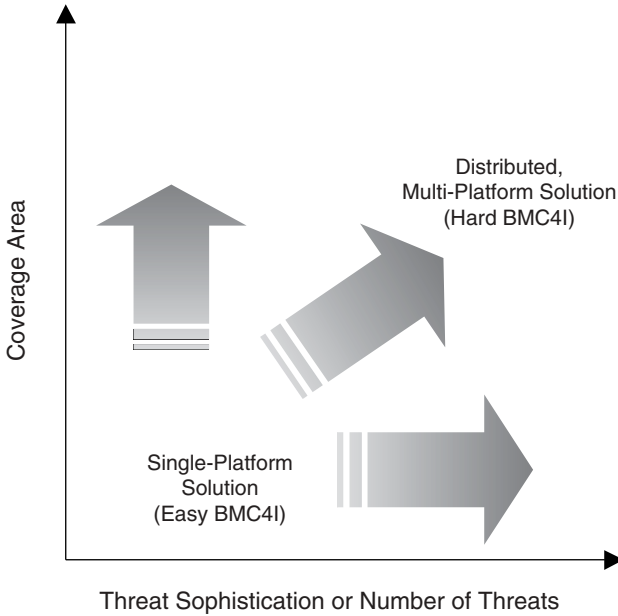 Coverage Area
Distributed,
Multi-Platform Solution
(Hard BMC4I)
Single-Platform
Solution
(Easy BMC4I)
Threat Sophistication or Number of Threats